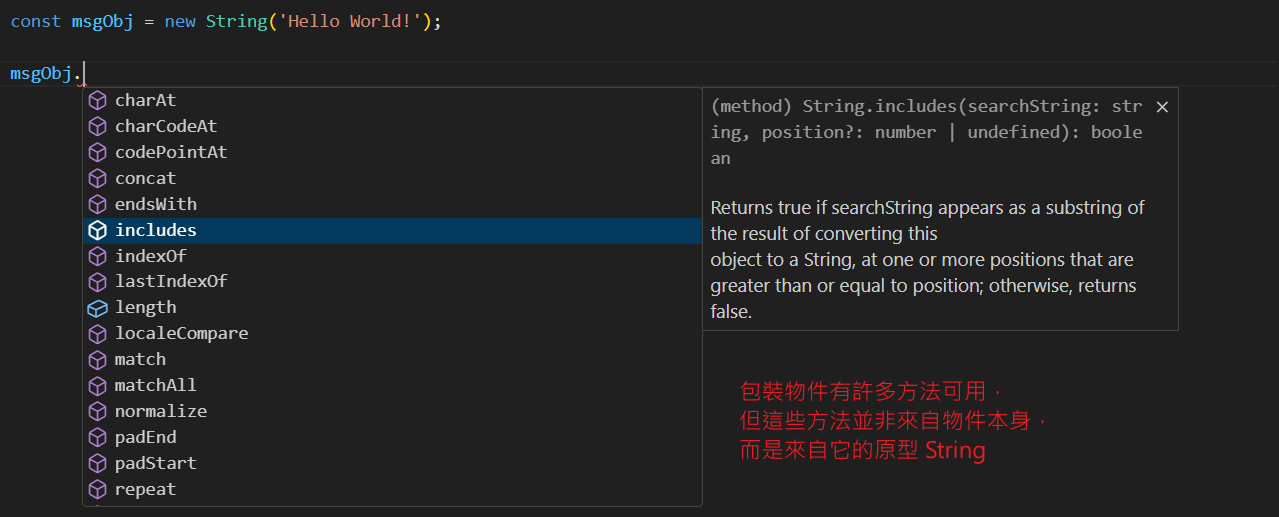 const msgObj = new String('Hello World!');
msgObj.
charAt
charCodeAt
codePointAt
concat
endsWith
includes
indexOf
lastIndexOf
length
localeCompare
match
matchAll
normalize
padEnd
padStart
repeat
(method) String.includes(searchString: str
ing, position?: number | undefined): boole
an
Returns true if searchString appears as a substring of
the result of converting this
object to a String, at one or more positions that are
greater than or equal to position; otherwise, returns
false.
包裝物件有許多方法可用，
但這些方法並非來自物件本身，
而是來自它的原型 String